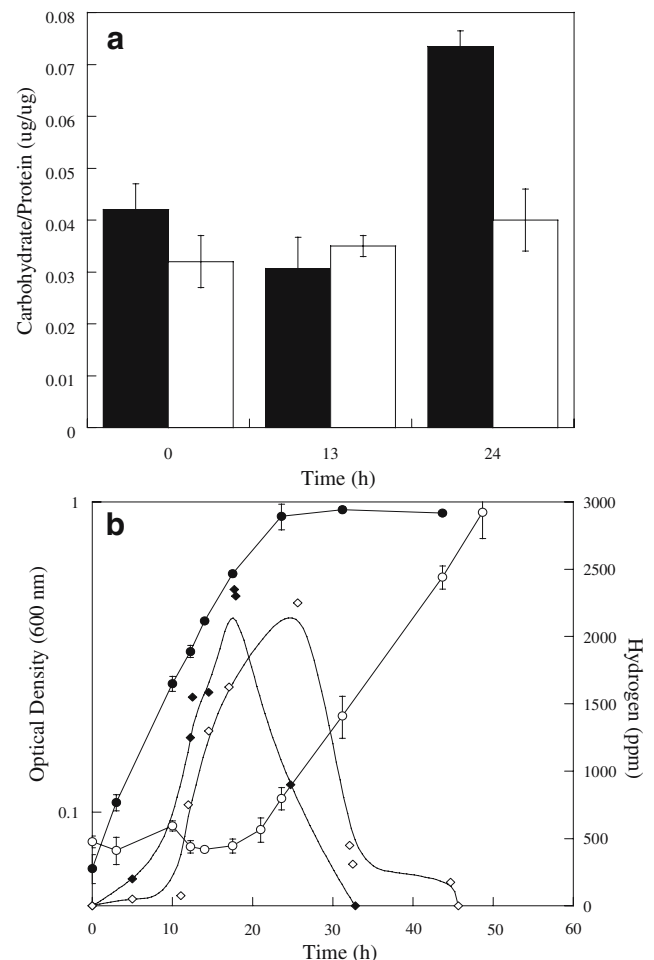 a
Carbohydrate/Protein (ug/ug)
0.08
0.07
0.06
0.05
0.04
0.03
0.02
0.01
0
0 13 24
Time (h)
b
Optical Density (600 nm)
1
0.1
3000
2500
2000
1500
1000
500
0
Hydrogen (ppm)
0 10 20 30 40 50 60
Time (h)